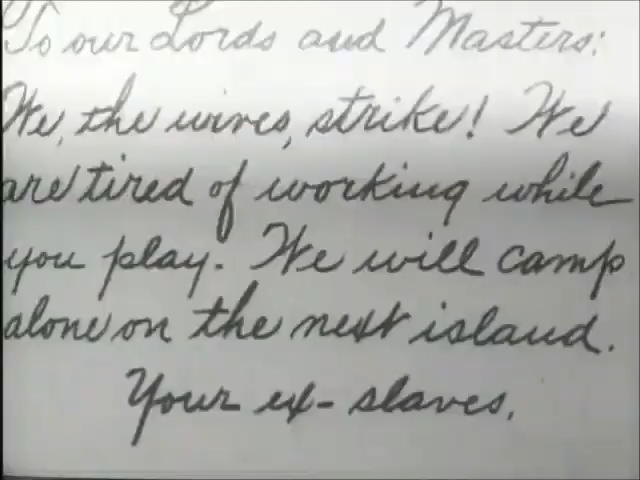 To our Lords and Masters:
We, the wives, strike! We
are tired of working while
you play. We will camp
alone on the next island.
Your ex-slaves.